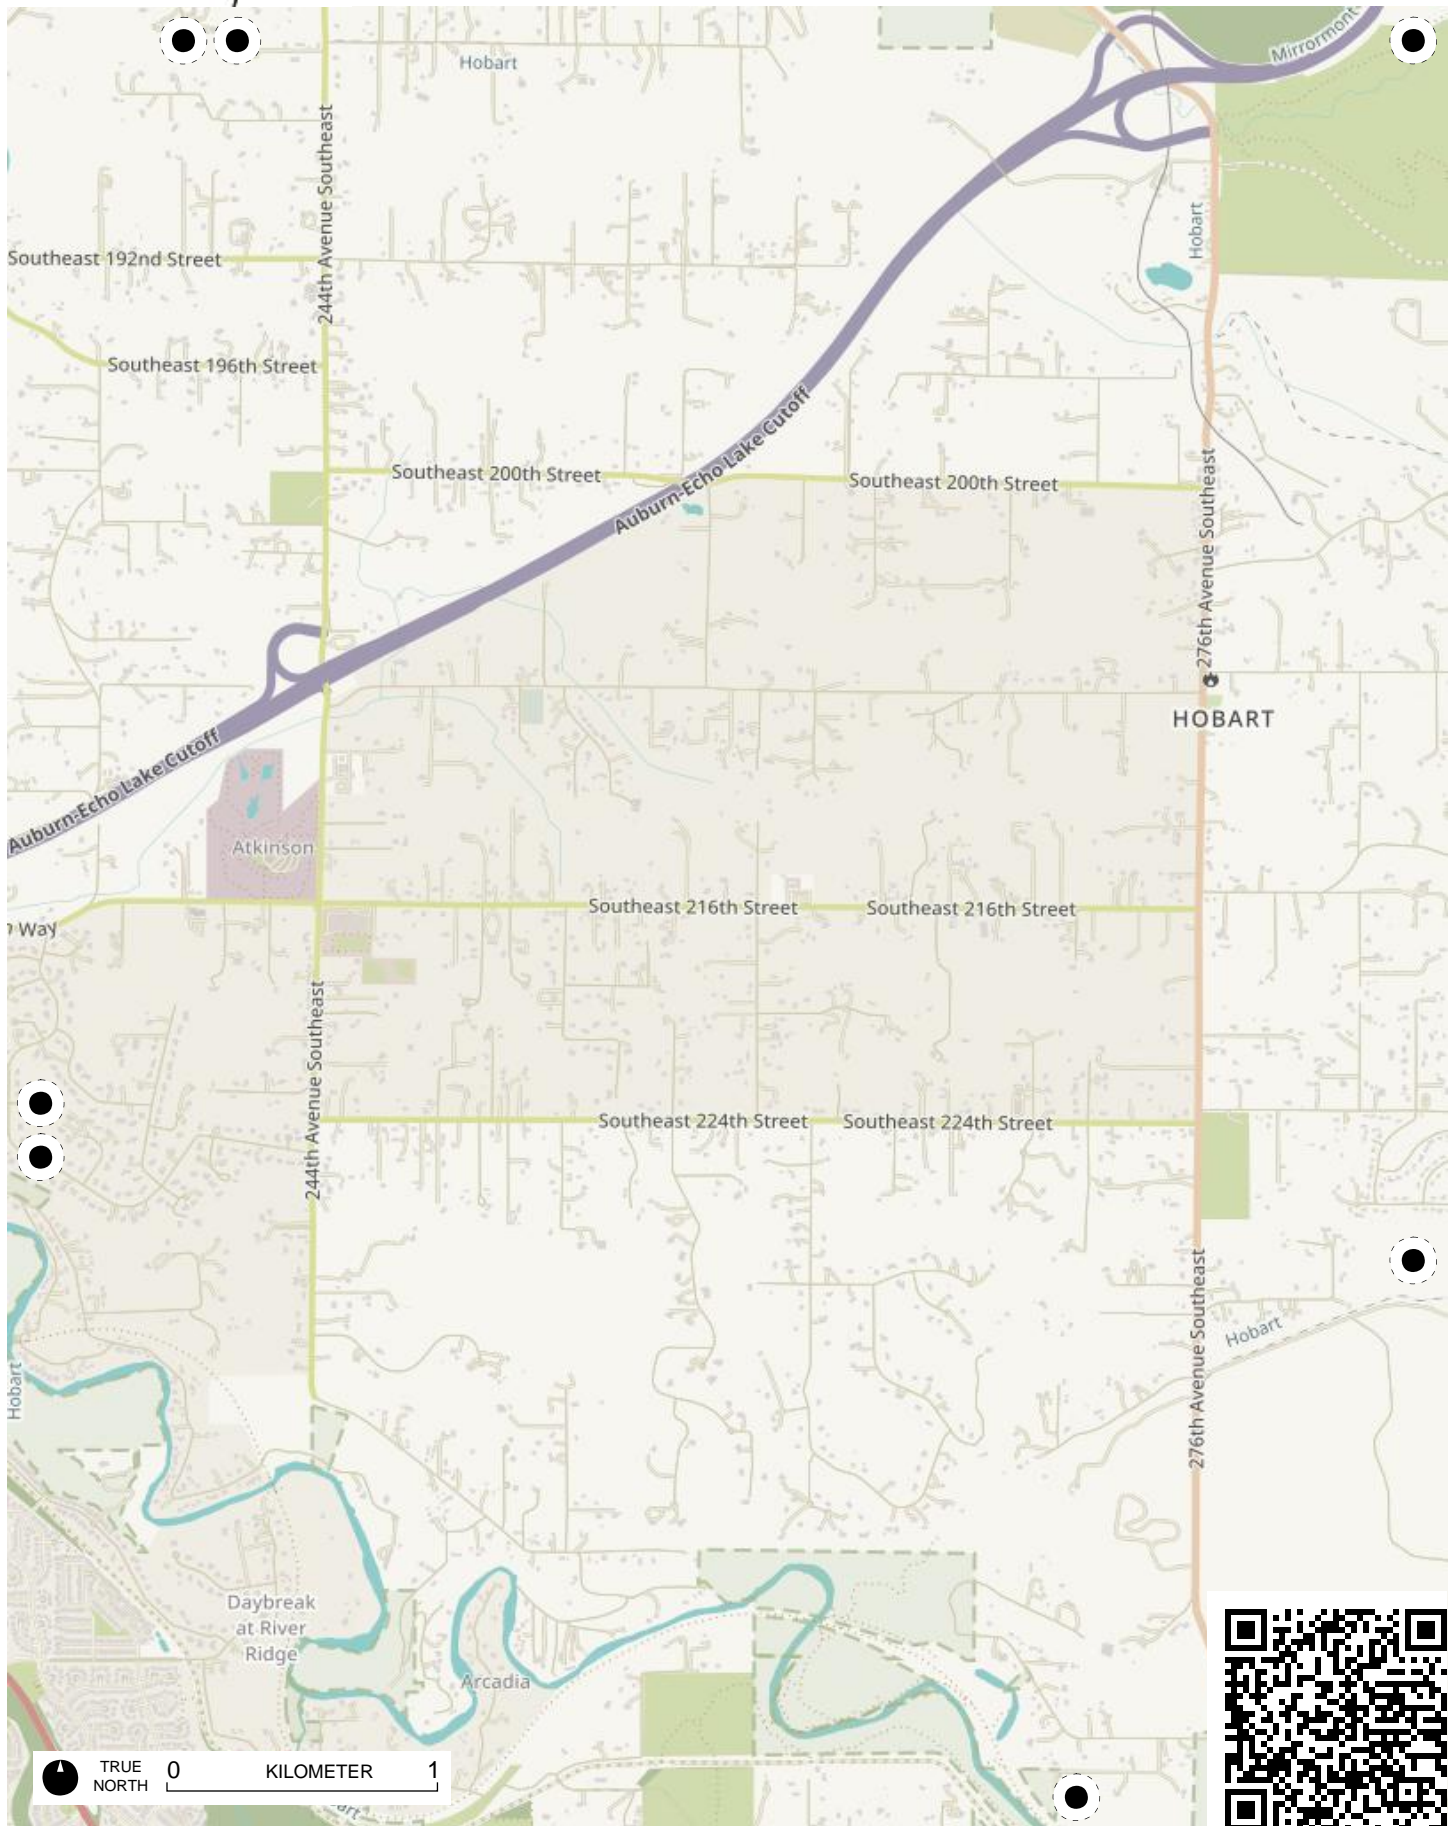 Hobart
Mirrormont
244th Avenue Southeast
Hobart
Southeast 192nd Street
Southeast 196th Street
Auburn-Echo Lake Cutoff
Southeast 200th Street
Southeast 200th Street
276th Avenue Southeast
HOBART
Auburn-Echo Lake Cutoff
Atkinson
Southeast 216th Street
Southeast 216th Street
Way
244th Avenue Southeast
Southeast 224th Street
Southeast 224th Street
276th Avenue Southeast
Hobart
Hobart
Daybreak
at River
Ridge
Arcadia
TRUE
NORTH
0 KILOMETER 1